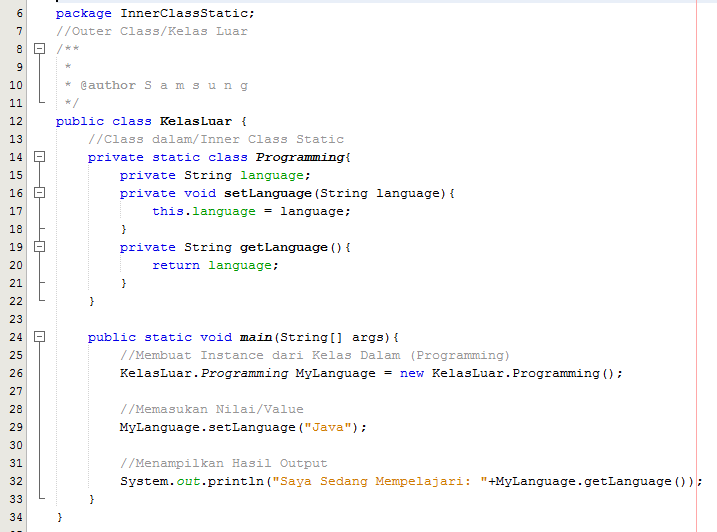 6 package InnerClassStatic;
7 //Outer Class/Kelas Luar
8 /**
9  *
10  * @author S a m s u n g
11  */
12 public class KelasLuar {
13     //Class dalam/Inner Class Static
14     private static class Programming{
15         private String language;
16         private void setLanguage(String language){
17             this.language = language;
18         }
19         private String getLanguage(){
20             return language;
21         }
22     }
23
24     public static void main(String[] args){
25         //Membuat Instance dari Kelas Dalam (Programming)
26         KelasLuar.Programming MyLanguage = new KelasLuar.Programming();
27
28         //Memasukan Nilai/Value
29         MyLanguage.setLanguage("Java");
30
31         //Menampilkan Hasil Output
32         System.out.println("Saya Sedang Mempelajari: "+MyLanguage.getLanguage());
33     }
34 }